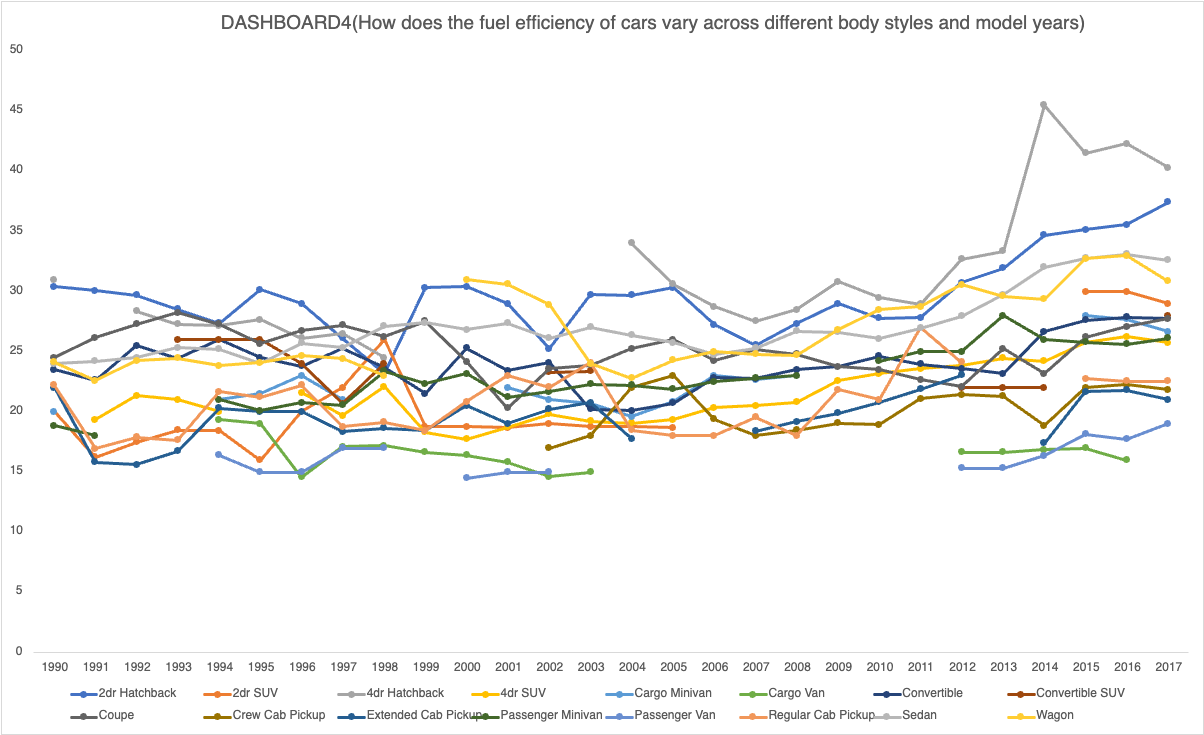 DASHBOARD4(How does the fuel efficiency of cars vary across different body styles and model years)
50
45
40
35
30
25
20
15
10
5
0
1990 1991 1992 1993 1994 1995 1996 1997 1998 1999 2000 2001 2002 2003 2004 2005 2006 2007 2008 2009 2010 2011 2012 2013 2014 2015 2016 2017
2dr Hatchback 2dr SUV 4dr Hatchback 4dr SUV Cargo Minivan Cargo Van Convertible Convertible SUV
Coupe Crew Cab Pickup Extended Cab Pickup Passenger Minivan Passenger Van Regular Cab Pickup Sedan Wagon